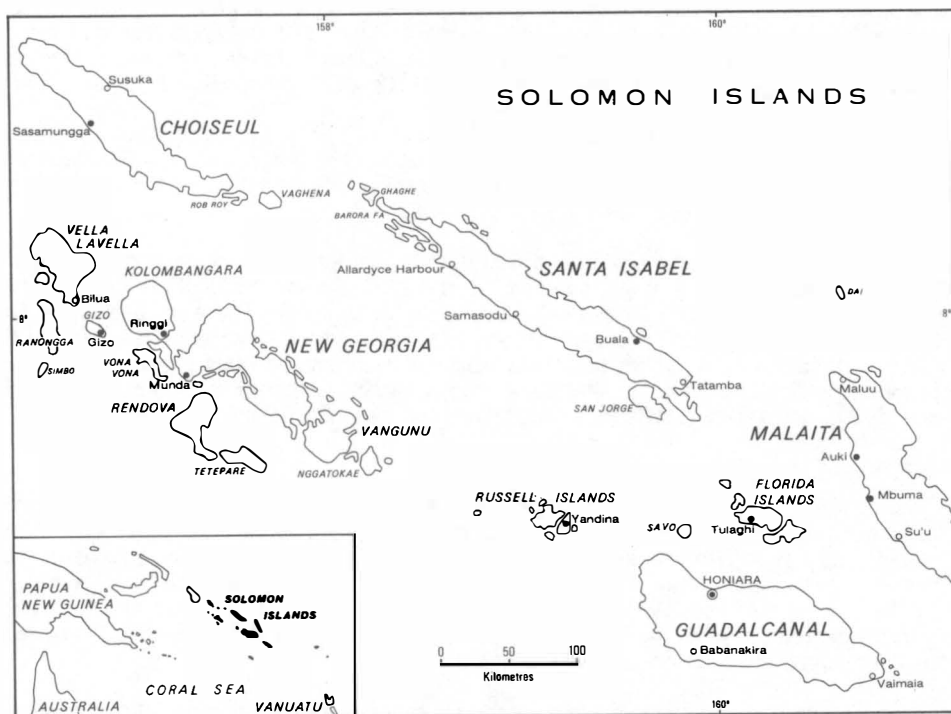 158°
160°
SOLOMON ISLANDS
Susuka
Sasamungga
CHOISEUL
ROB ROY
VAGHENA
GHAGHE
BARORA FA
VELLA
LAVELLA
KOLOMBANGARA
Allardyce Harbour
SANTA ISABEL
DAI
Bilua
GIZO
8°
8°
Ringgi
Samasodu
Gizo
RANONGGA
NEW GEORGIA
Buala
VONA
VONA
SIMBO
Munda
Tatamba
Maluu
RENDOVA
SAN JORGE
VANGUNU
MALAITA
Auki
TETEPARE
NGGATOKAE
RUSSELL ISLANDS
FLORIDA
ISLANDS
Mbuma
Yandina
SAVO
Tulaghi
Su'u
PAPUA
NEW GUINEA
SOLOMON
ISLANDS
HONIARA
GUADALCANAL
Babanakira
0 50 100
Kilometres
CORAL SEA
Vaimaia
AUSTRALIA
VANUATU
160°